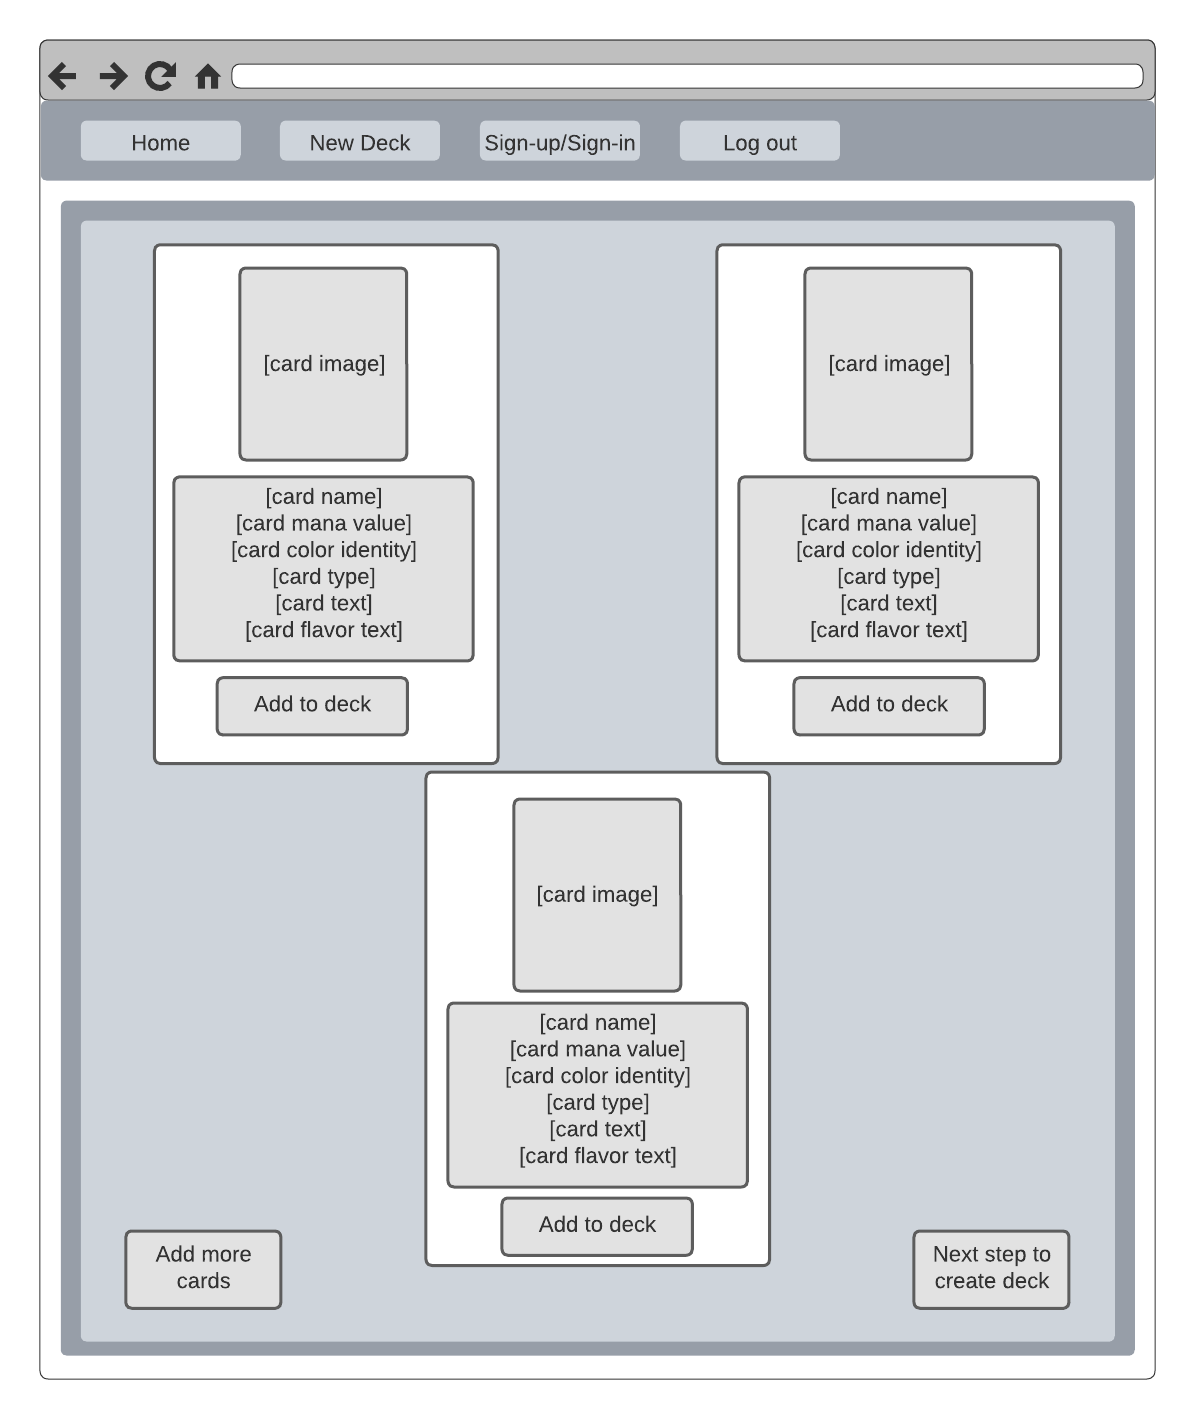 Home
New Deck
Sign-up/Sign-in
Log out
[card image]
[card name]
[card mana value]
[card color identity]
[card type]
[card text]
[card flavor text]
Add to deck
[card image]
[card name]
[card mana value]
[card color identity]
[card type]
[card text]
[card flavor text]
Add to deck
[card image]
[card name]
[card mana value]
[card color identity]
[card type]
[card text]
[card flavor text]
Add to deck
Add more
cards
Next step to
create deck